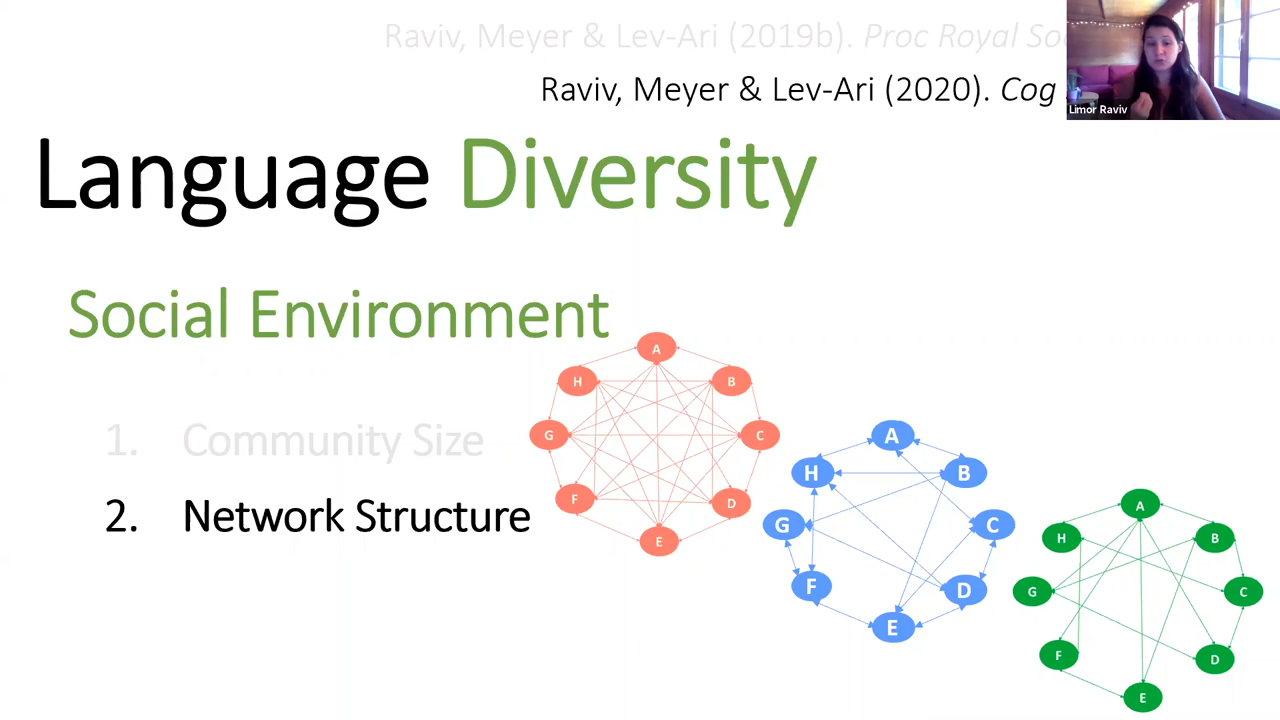 Raviv, Meyer & Lev-Ari (2019b). Proc Royal So
Raviv, Meyer & Lev-Ari (2020). Cog
Limor Raviv
Language Diversity
Social Environment
1. Community Size
2. Network Structure
A
H B
G C
F D
E
A
H B
G C
F D
E
A
H B
G C
F D
E